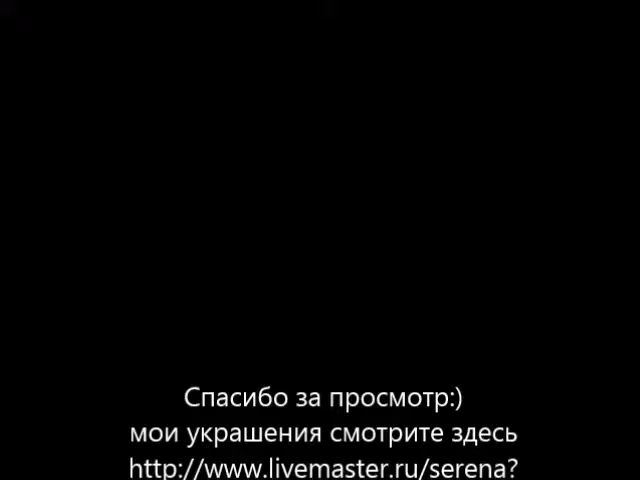 Спасибо за просмотр:)
мои украшения смотрите здесь
http://www.livemaster.ru/serena?